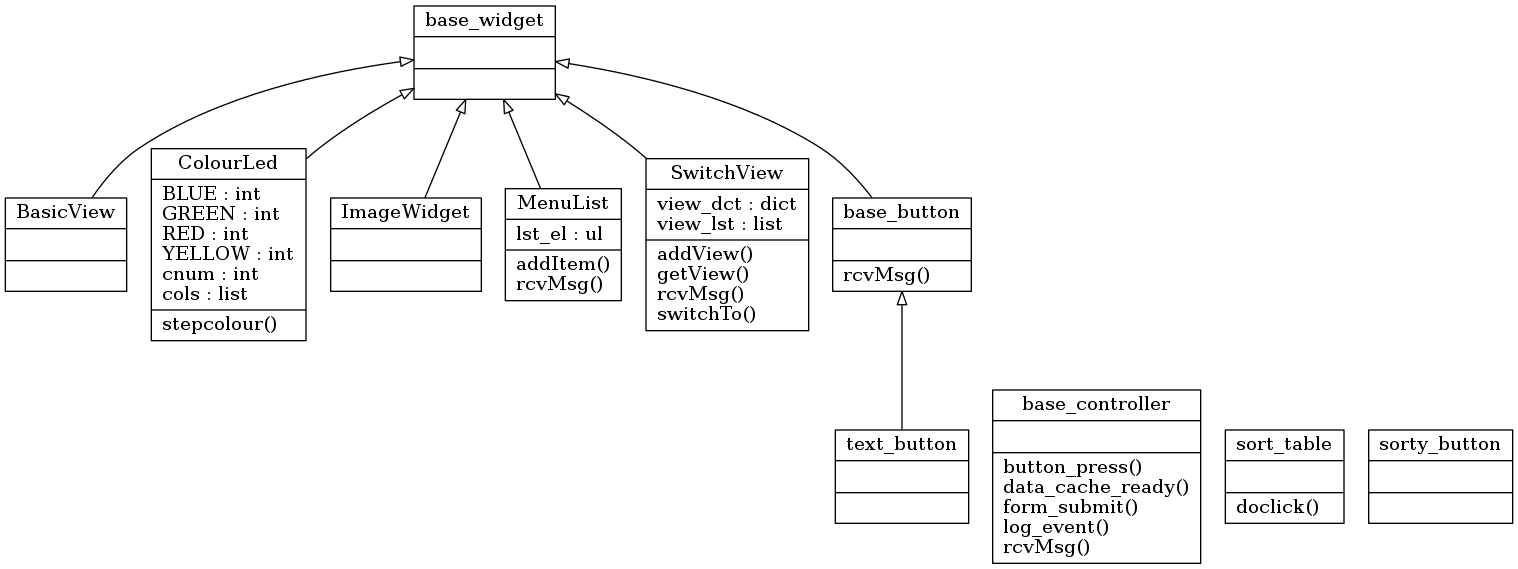 base_widget
BasicView
ColourLed
BLUE : int
GREEN : int
RED : int
YELLOW : int
cnum : int
cols : list
stepcolour()
ImageWidget
MenuList
lst_el : ul
addItem()
rcvMsg()
SwitchView
view_dct : dict
view_lst : list
addView()
getView()
rcvMsg()
switchTo()
base_button
rcvMsg()
text_button
base_controller
button_press()
data_cache_ready()
form_submit()
log_event()
rcvMsg()
sort_table
doclick()
sorty_button